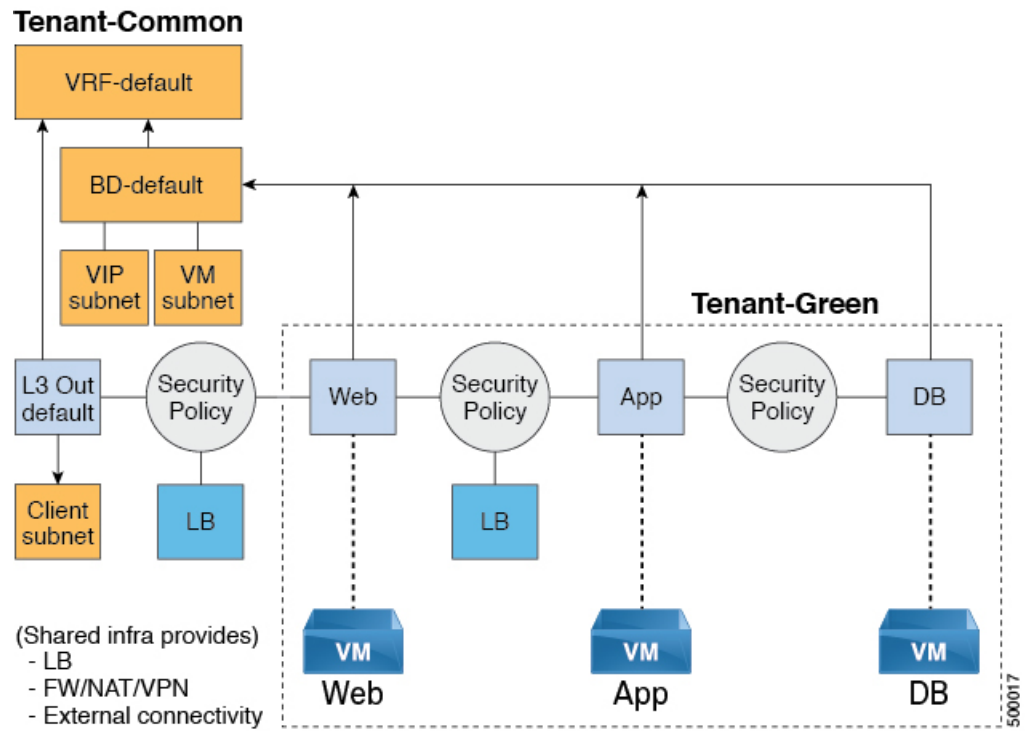 Tenant-Common
VRF-default
BD-default
VIP
subnet
VM
subnet
Tenant-Green
L3 Out
default
Security
Policy
Web
Security
Policy
App
Security
Policy
DB
Client
subnet
LB
LB
(Shared infra provides)
- LB
- FW/NAT/VPN
- External connectivity
VM
Web
VM
App
VM
DB
500017